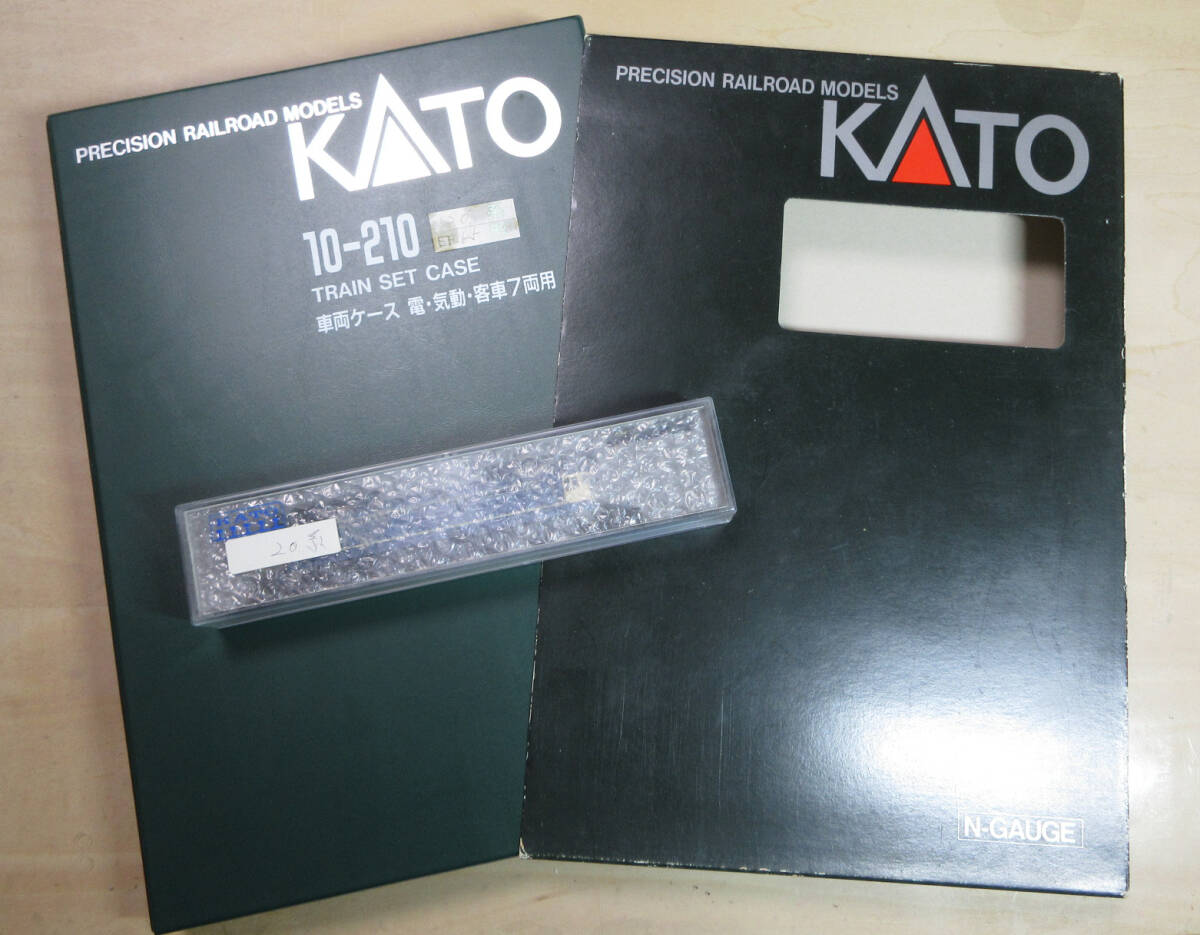 PRECISION RAILROAD MODELS
KATO
10-210
TRAIN SET CASE
車両ケース 電・気動・客車7両用
PRECISION RAILROAD MODELS
KATO
N-GAUGE
KATO
20系